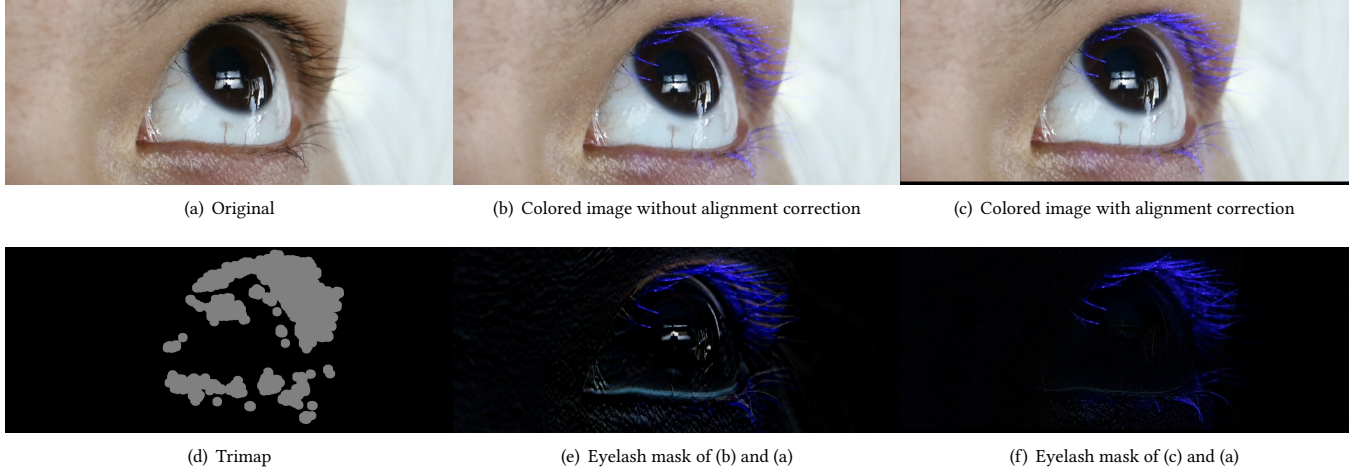 (a) Original
(b) Colored image without alignment correction
(c) Colored image with alignment correction
(d) Trimap
(e) Eyelash mask of (b) and (a)
(f) Eyelash mask of (c) and (a)